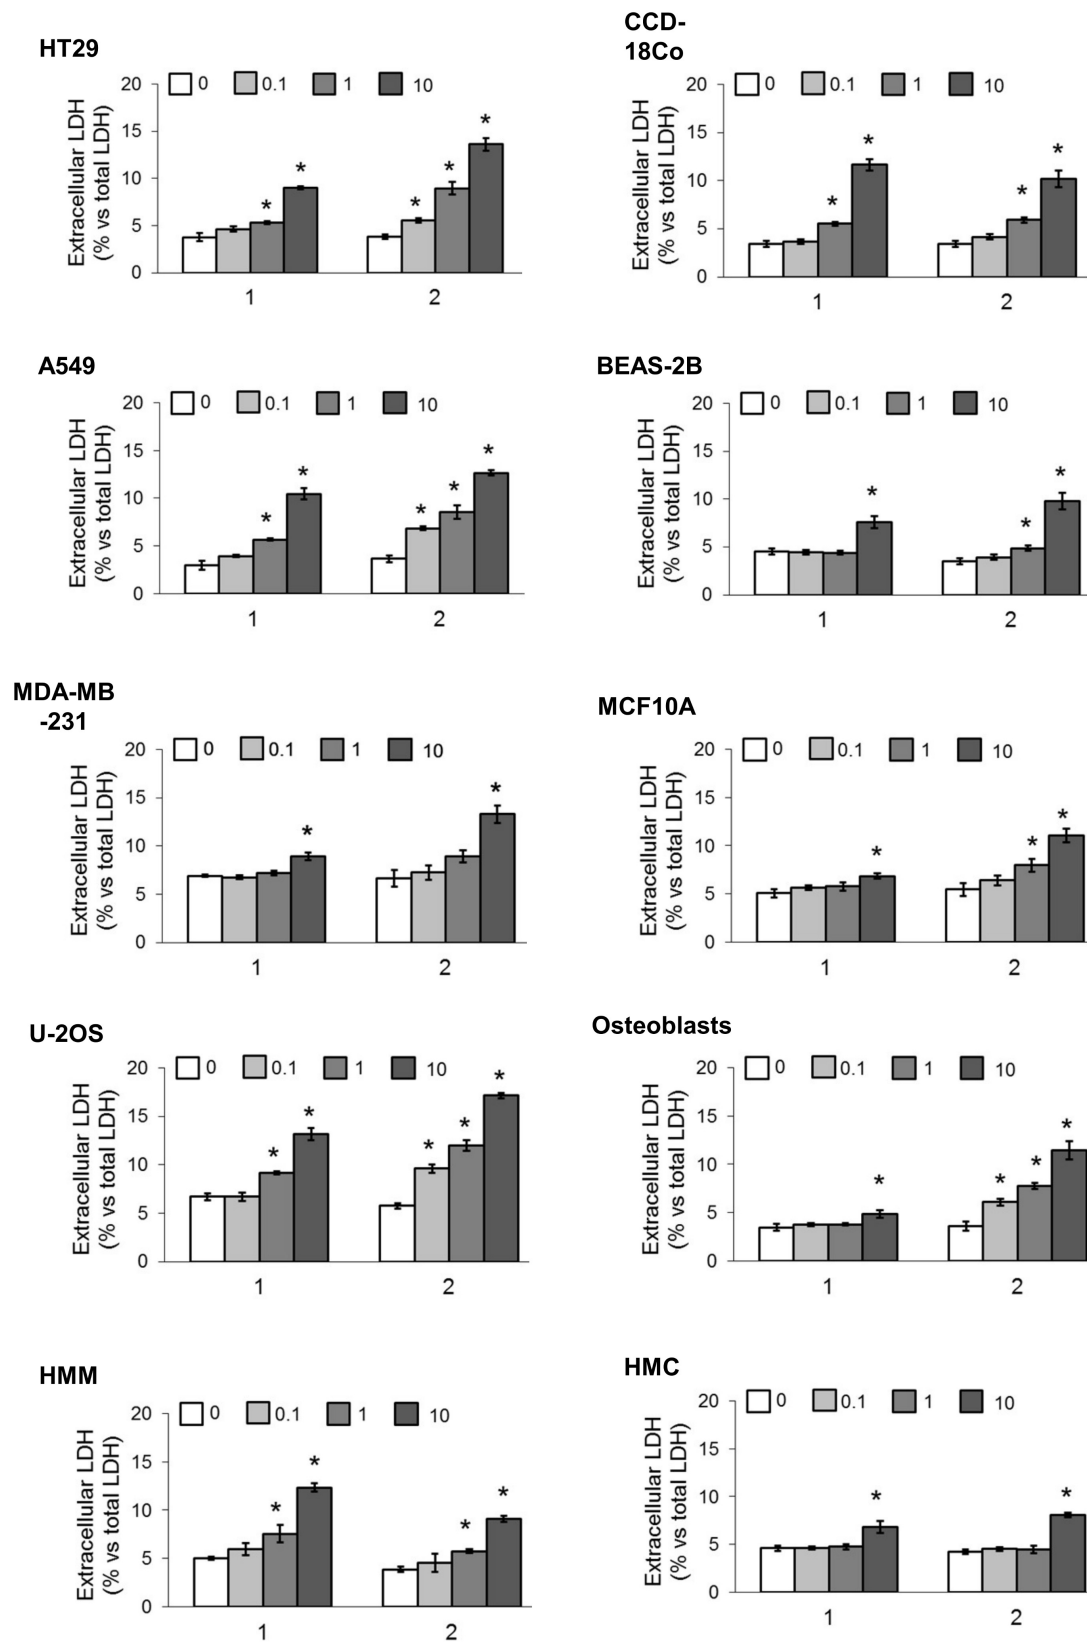 HT29
0 0.1 1 10
Extracellular LDH
(% vs total LDH)
20
15
10
5
0
* * * * *
1 2
CCD-
18Co
0 0.1 1 10
Extracellular LDH
(% vs total LDH)
20
15
10
5
0
* * * *
1 2
A549
0 0.1 1 10
Extracellular LDH
(% vs total LDH)
20
15
10
5
0
* * * * *
1 2
BEAS-2B
0 0.1 1 10
Extracellular LDH
(% vs total LDH)
20
15
10
5
0
* * *
1 2
MDA-MB
-231
0 0.1 1 10
Extracellular LDH
(% vs total LDH)
20
15
10
5
0
* *
1 2
MCF10A
0 0.1 1 10
Extracellular LDH
(% vs total LDH)
20
15
10
5
0
* * *
1 2
U-2OS
0 0.1 1 10
Extracellular LDH
(% vs total LDH)
20
15
10
5
0
* * * * *
1 2
Osteoblasts
0 0.1 1 10
Extracellular LDH
(% vs total LDH)
20
15
10
5
0
* * * *
1 2
HMM
0 0.1 1 10
Extracellular LDH
(% vs total LDH)
20
15
10
5
0
* * * *
1 2
HMC
0 0.1 1 10
Extracellular LDH
(% vs total LDH)
20
15
10
5
0
* *
1 2